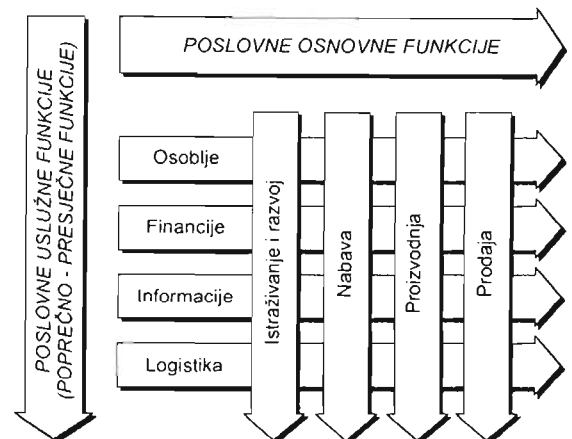 POSLOVNE OSNOVNE FUNKCIJE
POSLOVNE USLUŽNE FUNKCIJE
(POPREČNO - PRESJEČNE FUNKCIJE)
Osoblje
Financije
Informacije
Logistika
Istraživanje i razvoj
Nabava
Proizvodnja
Prodaja